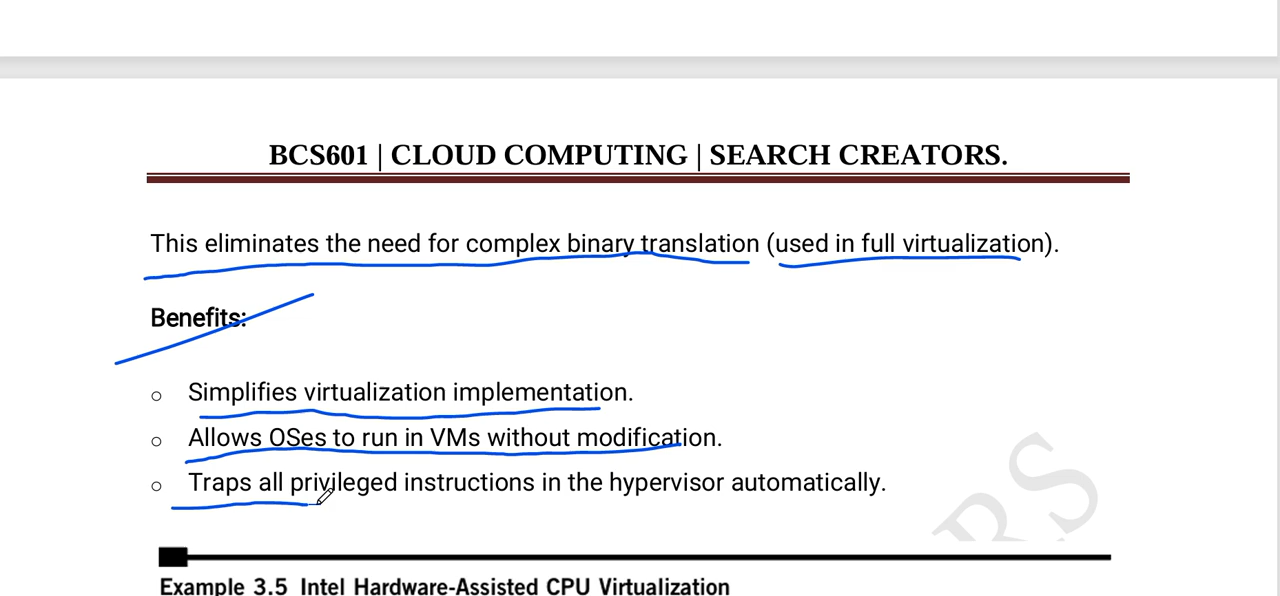 BCS601 | CLOUD COMPUTING | SEARCH CREATORS.
This eliminates the need for complex binary translation (used in full virtualization).
Benefits:
o Simplifies virtualization implementation.
o Allows OSes to run in VMs without modification.
o Traps all privileged instructions in the hypervisor automatically.
RS
Example 3.5 Intel Hardware-Assisted CPU Virtualization